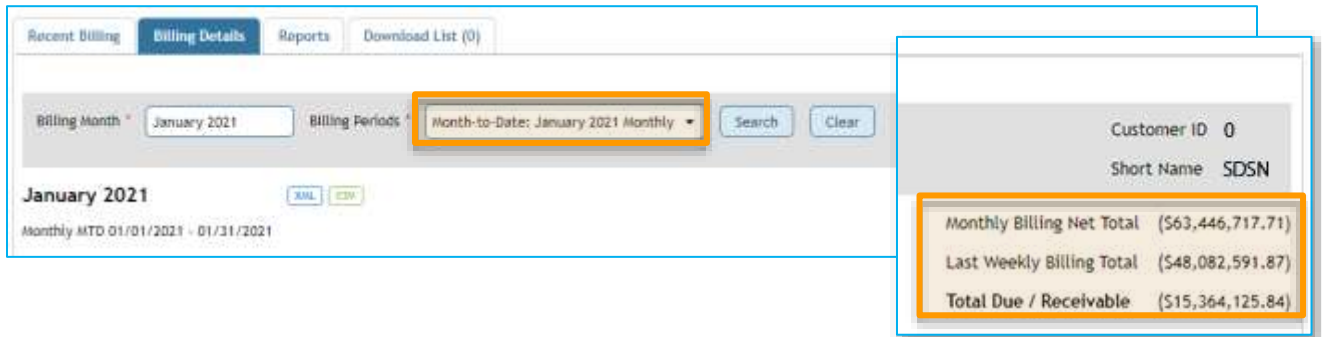 Recent Billing Billing Details Reports Download List (0)
Billing Month * January 2021 Billing Periods * Month-to-Date: January 2021 Monthly Search Clear
January 2021 XML CSV
Monthly MTD 01/01/2021 - 01/31/2021
Customer ID 0
Short Name SDSN
Monthly Billing Net Total ($63,446,717.71)
Last Weekly Billing Total ($48,082,591.87)
Total Due / Receivable ($15,364,125.84)